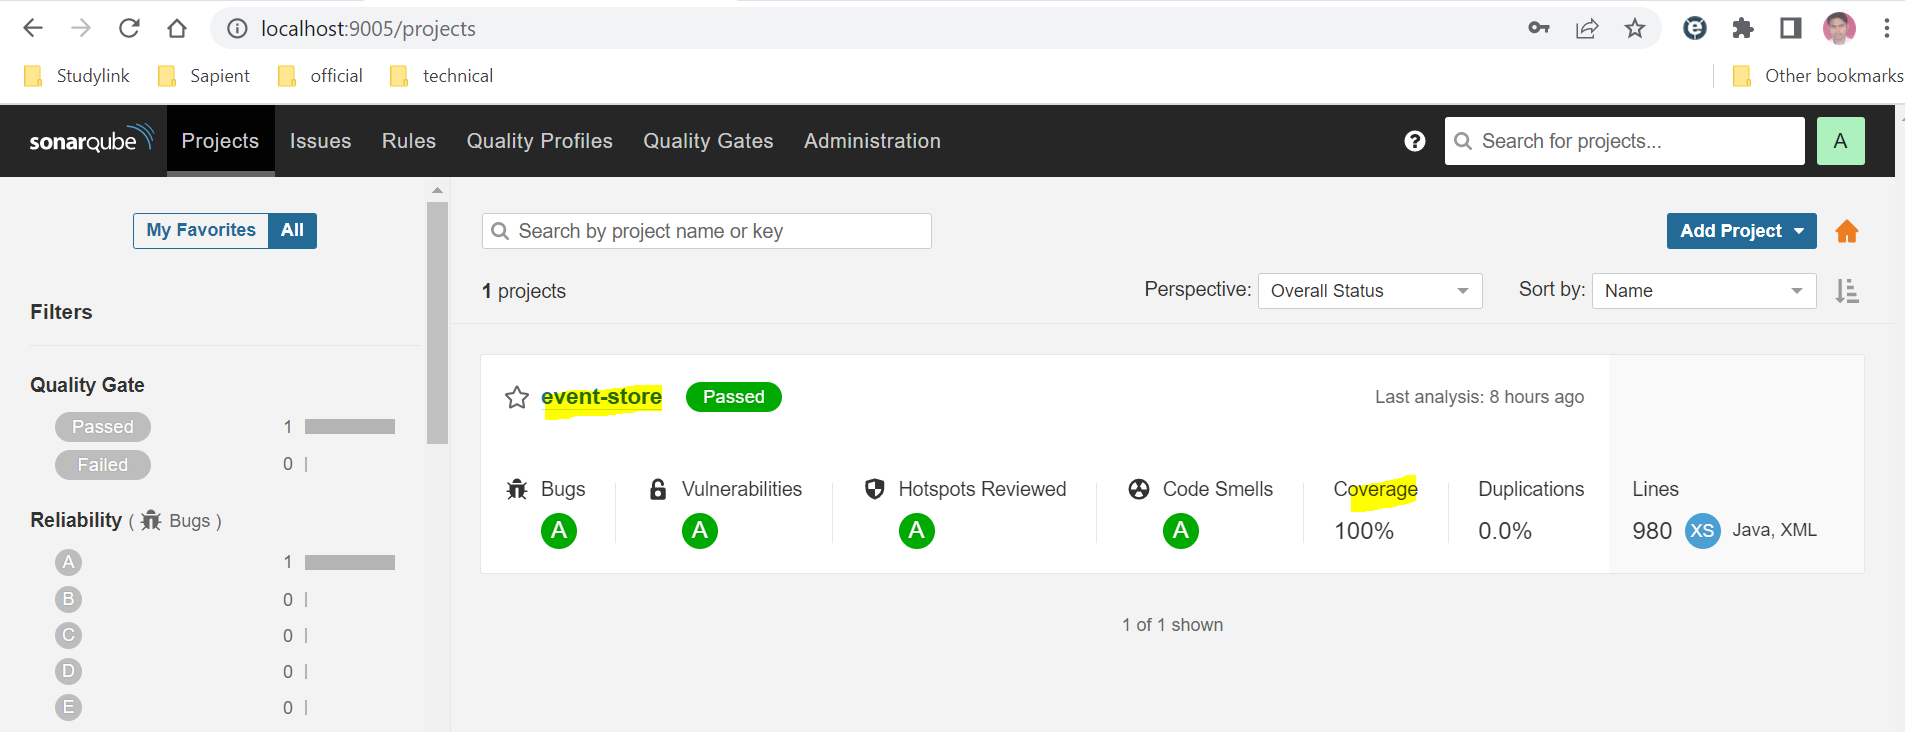 localhost:9005/projects
Studylink Sapient official technical Other bookmarks
sonarqube Projects Issues Rules Quality Profiles Quality Gates Administration ? Search for projects... A
My Favorites All
Search by project name or key
Add Project
1 projects
Perspective: Overall Status Sort by: Name
Filters
Quality Gate
Passed 1
Failed 0
Reliability ( Bugs )
A 1
B 0
C 0
D 0
E 0
event-store Passed Last analysis: 8 hours ago
Bugs Vulnerabilities Hotspots Reviewed Code Smells Coverage Duplications Lines
A A A A 100% 0.0% 980 XS Java, XML
1 of 1 shown